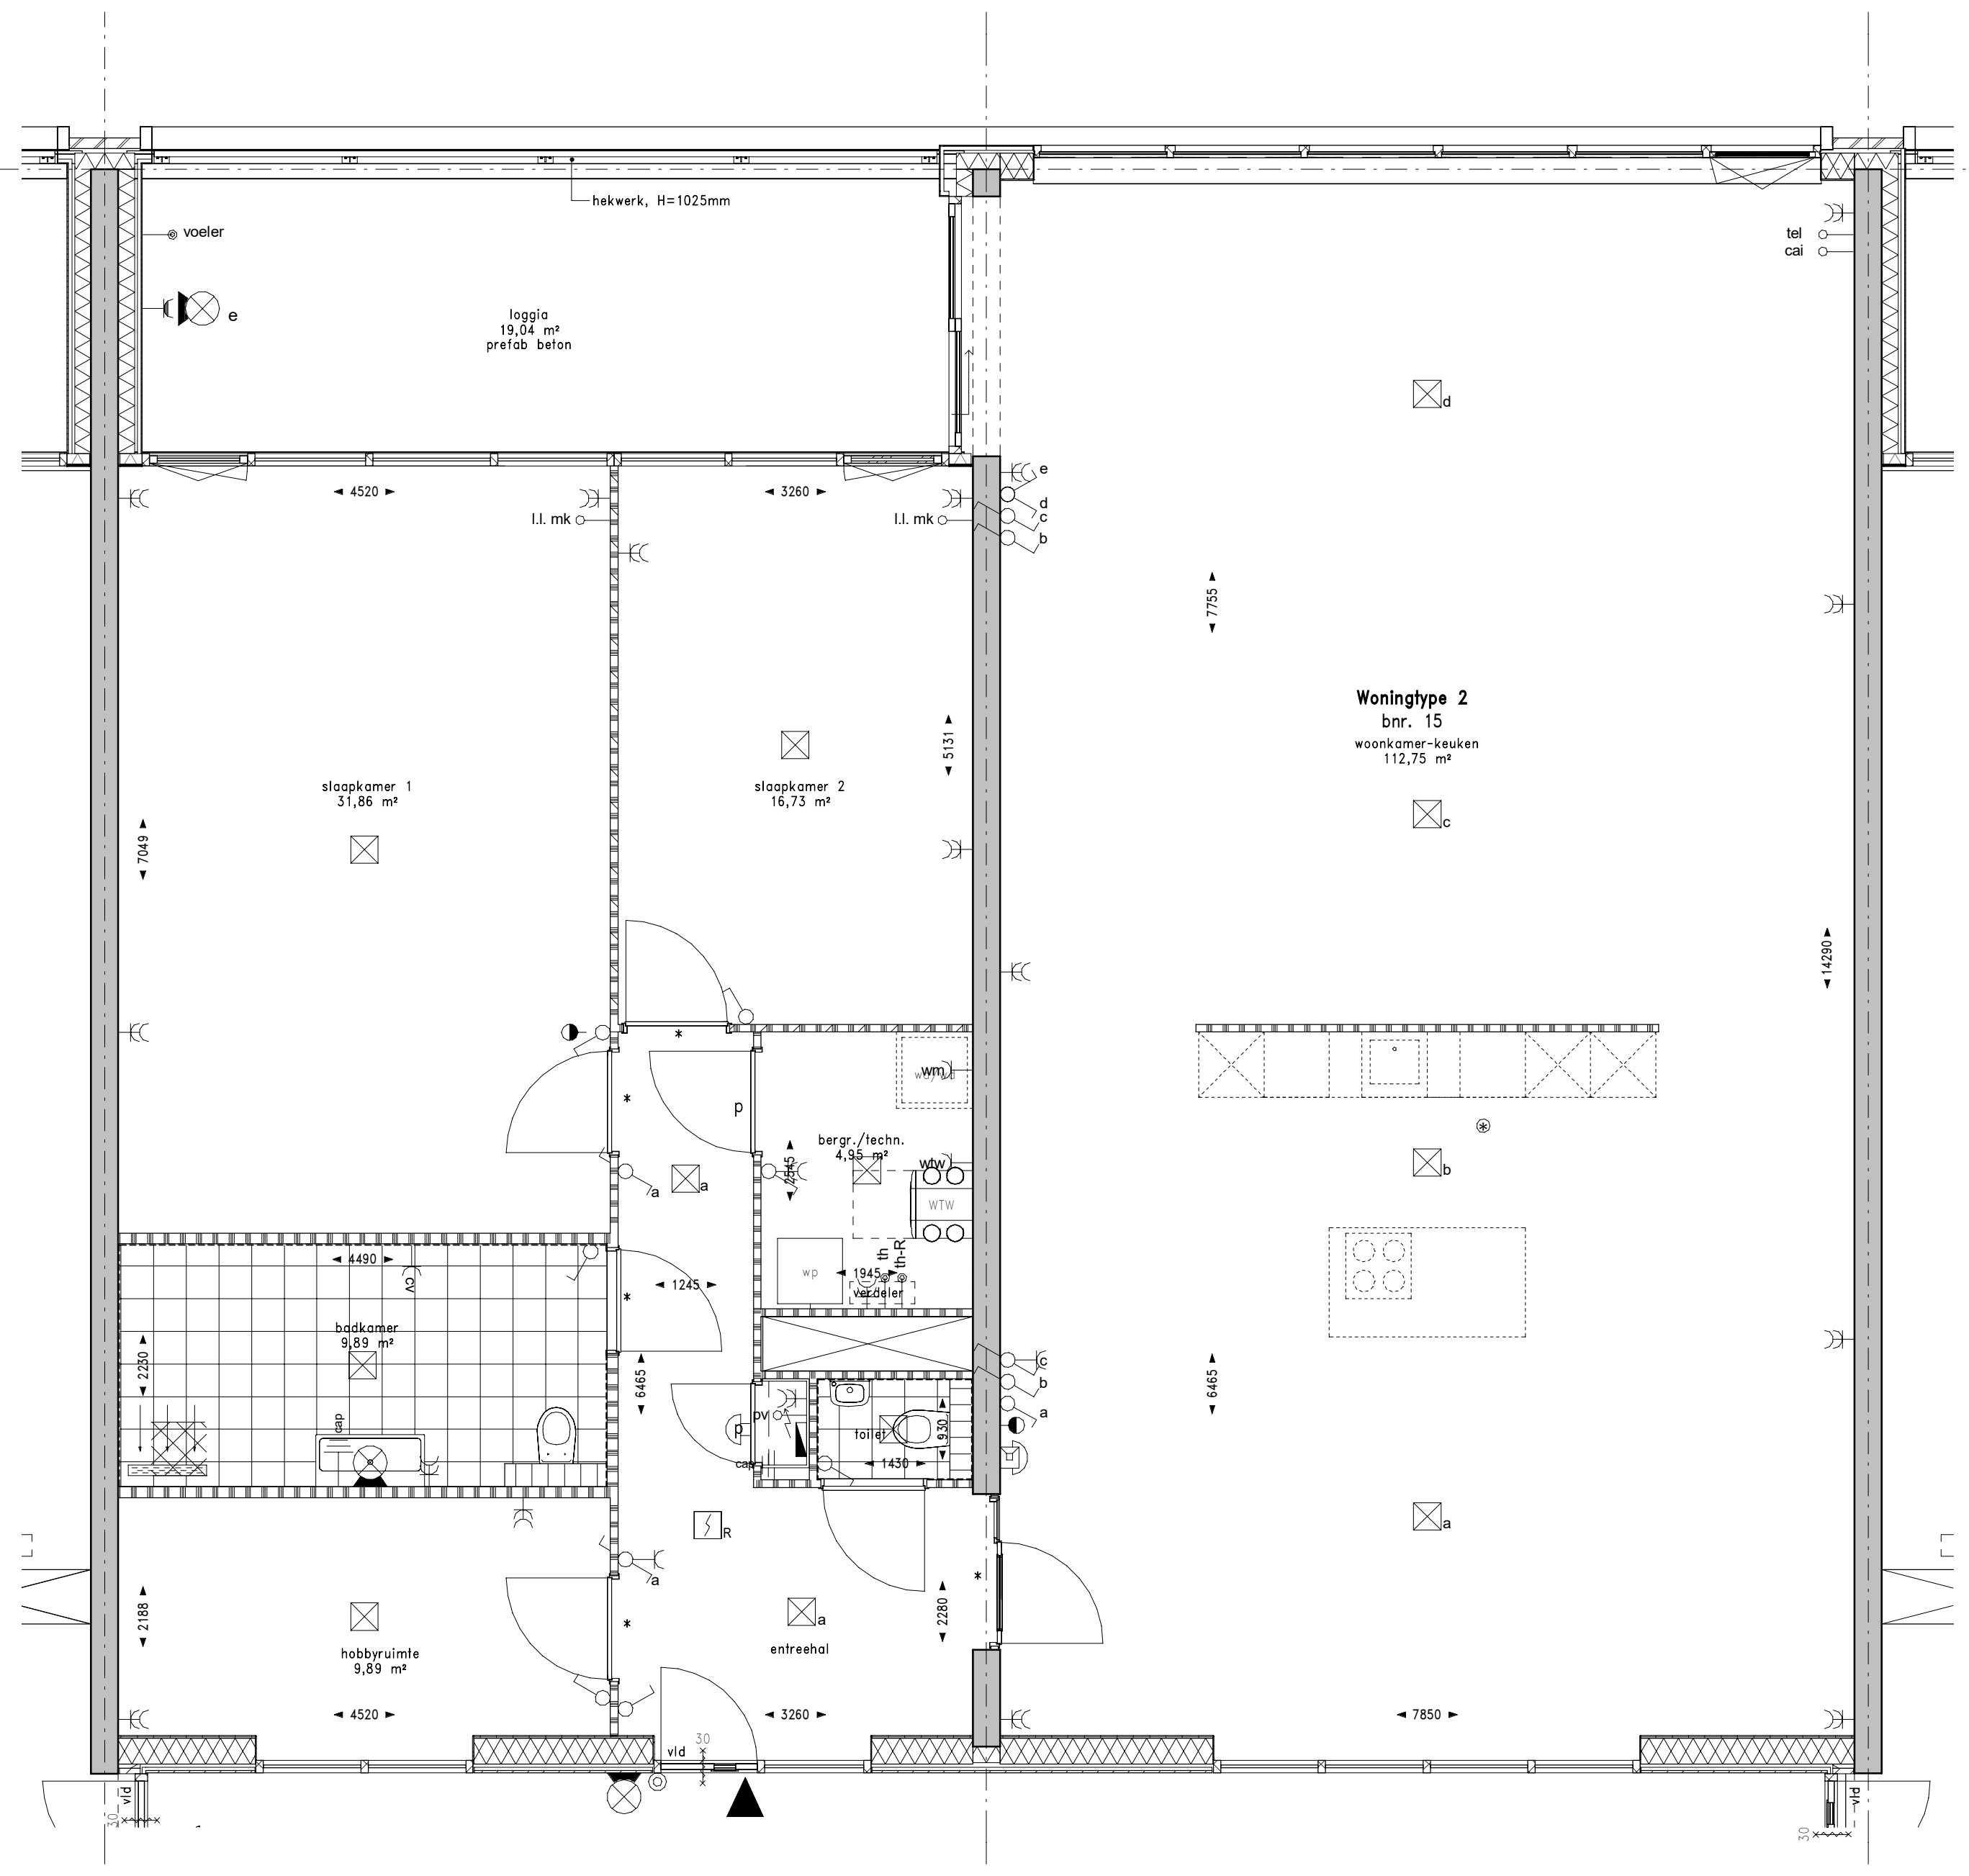 hekwerk, H=1025mm
voeler
tel
cai
e
loggia
19,04 m²
prefab beton
d
e
4520
3260
d
l.l. mk
l.l. mk
c
b
7755
Woningtype 2
bnr. 15
woonkamer-keuken
112,75 m²
5131
slaapkamer 1
31,86 m²
slaapkamer 2
16,73 m²
c
7049
14290
*
wm
*
p
*
bergr./techn.
4,95 m²
2545
wtw
b
a
a
WTW
th
th-R
4490
cv
wp
1945
1245
verdeler
*
badkamer
9,89 m²
2230
6465
6465
c
b
a
cap
pv
p
toilet
930
cap
1430
R
a
a
*
a
2188
2280
*
hobbyruimte
9,89 m²
entreehal
4520
3260
7850
vld
30
vld
30
vld
30